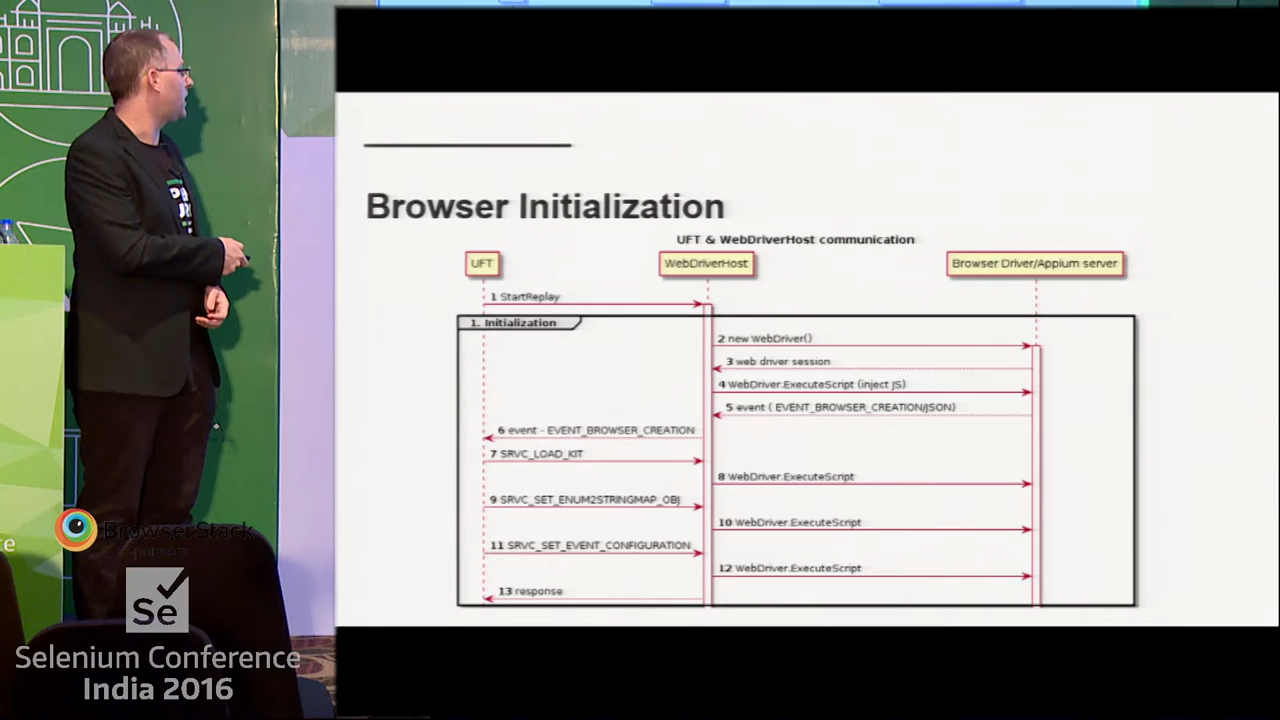 Browser Initialization
UFT & WebDriverHost communication
UFT
WebDriverHost
Browser Driver/Appium server
1 StartReplay
1. Initialization
2 new WebDriver()
3 web driver session
4 WebDriver.ExecuteScript (inject JS)
5 event ( EVENT_BROWSER_CREATION/JSON)
6 event - EVENT_BROWSER_CREATION
7 SRVC_LOAD_KIT
8 WebDriver.ExecuteScript
9 SRVC_SET_ENUM2STRINGMAP_OBJ
10 WebDriver.ExecuteScript
11 SRVC_SET_EVENT_CONFIGURATION
12 WebDriver.ExecuteScript
13 response
BrowserStack
Se
Selenium Conference
India 2016